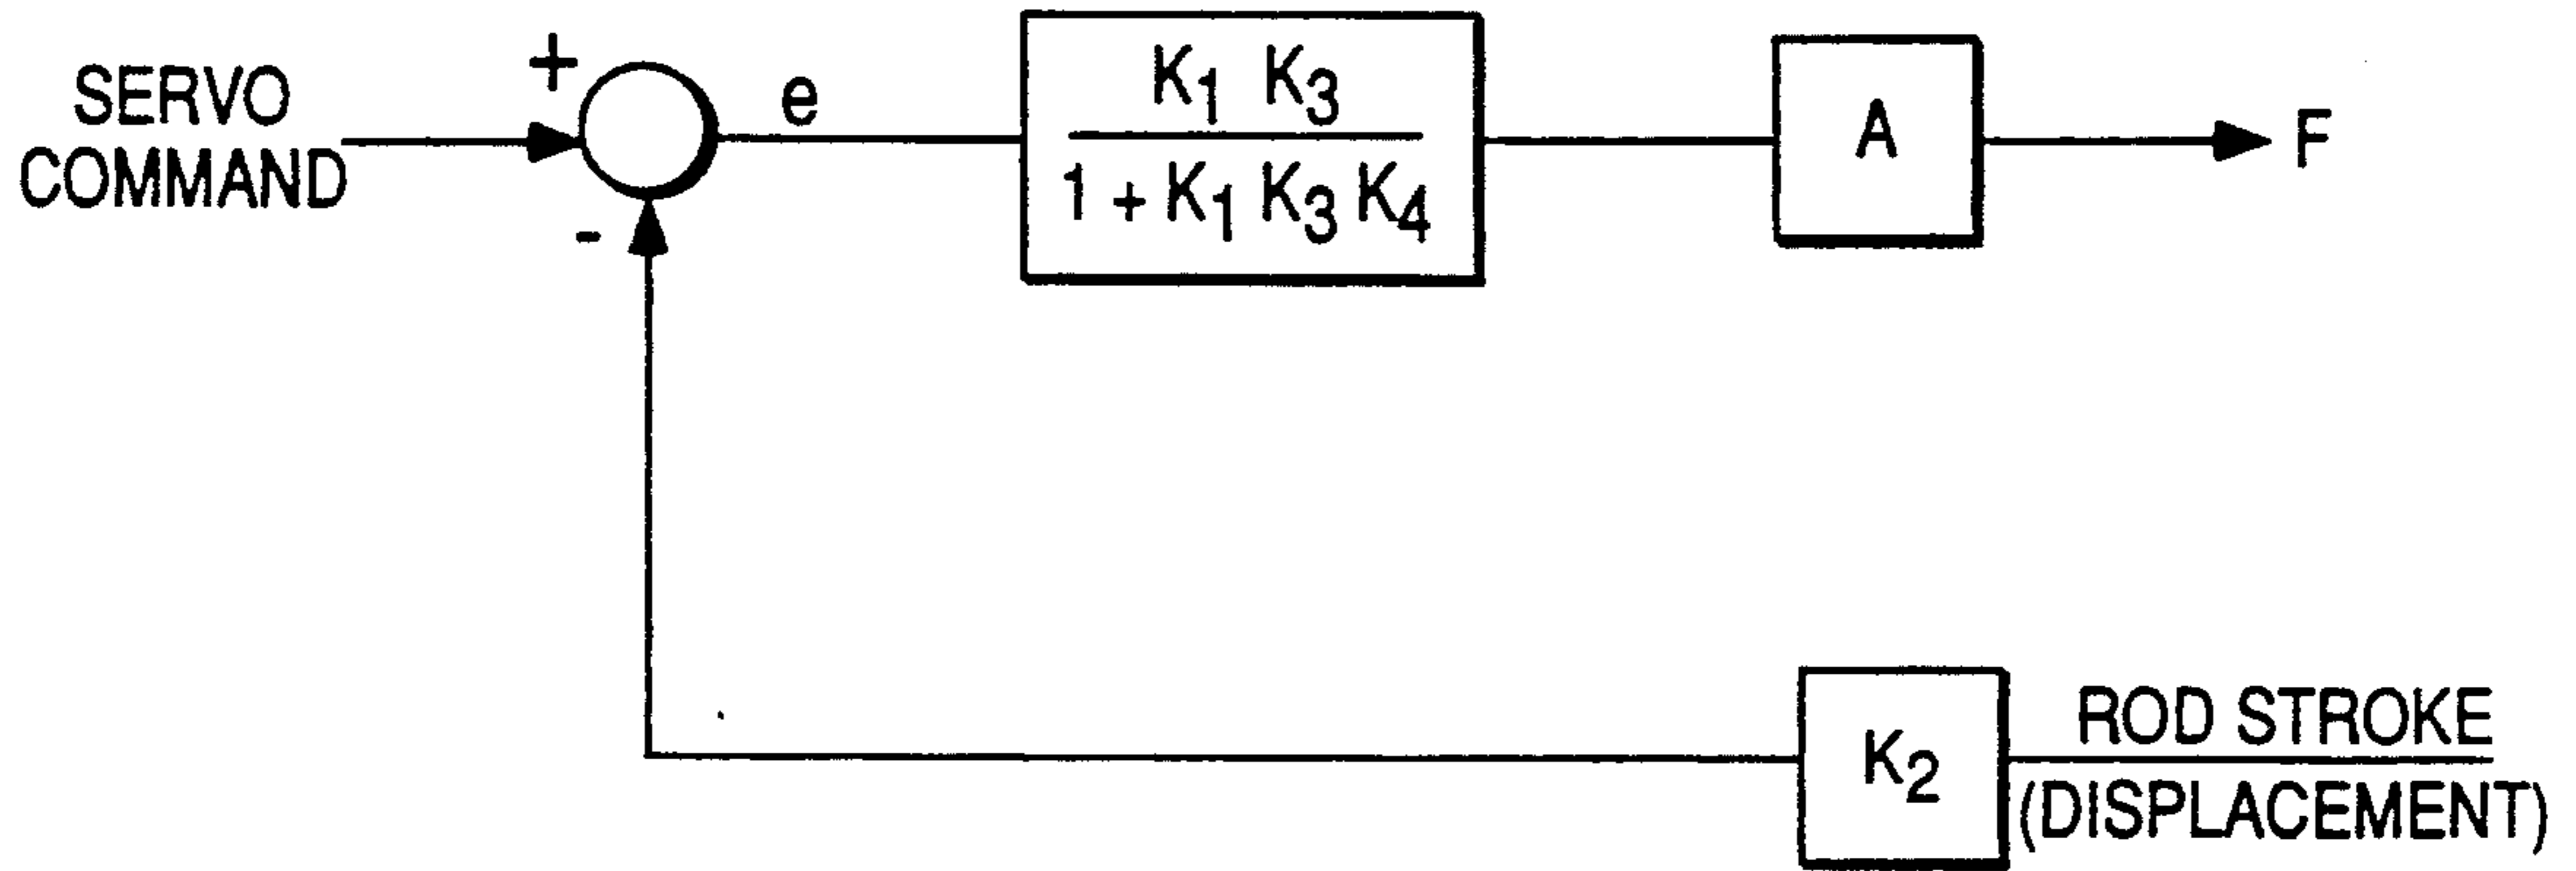 SERVO
COMMAND
+
-
e
K1 K3
1 + K1 K3 K4
A
F
K2
ROD STROKE
(DISPLACEMENT)